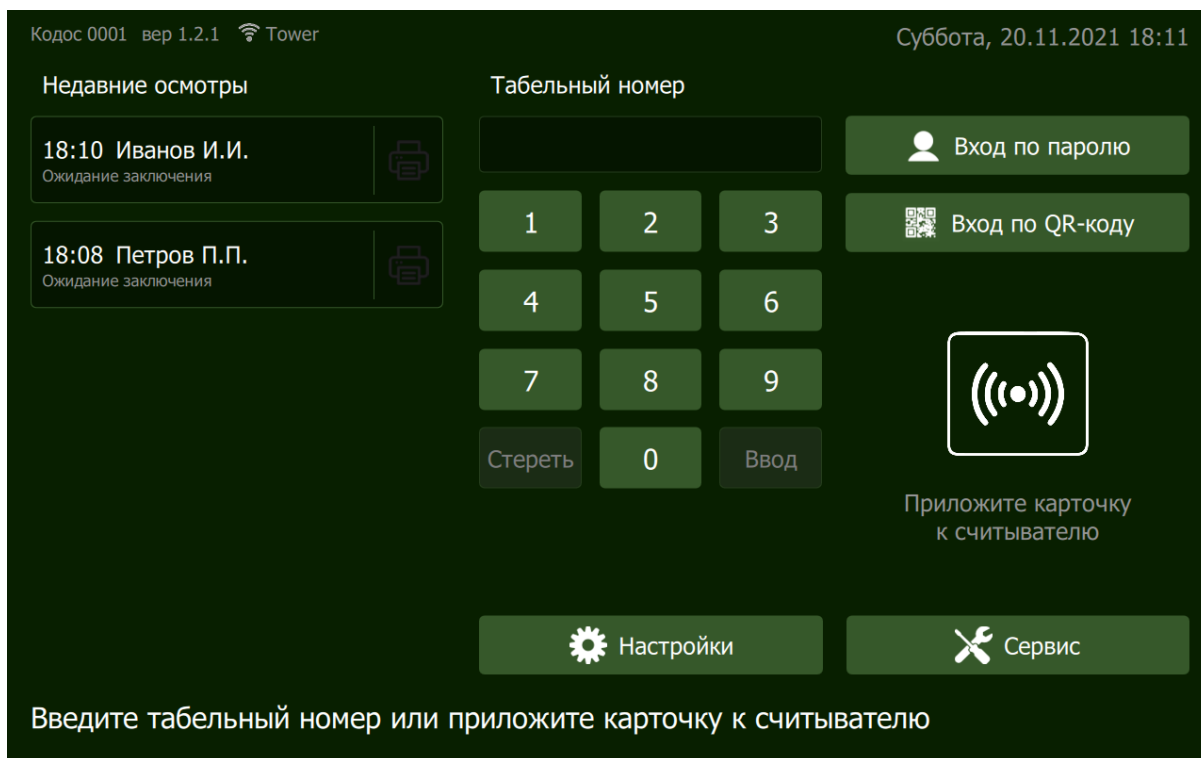 Кодос 0001 вер 1.2.1 Tower
Суббота, 20.11.2021 18:11
Недавние осмотры
18:10 Иванов И.И.
Ожидание заключения
18:08 Петров П.П.
Ожидание заключения
Табельный номер
1 2 3
4 5 6
7 8 9
Стереть 0 Ввод
Вход по паролю
Вход по QR-коду
Приложите карточку
к считывателю
Настройки
Сервис
Введите табельный номер или приложите карточку к считывателю